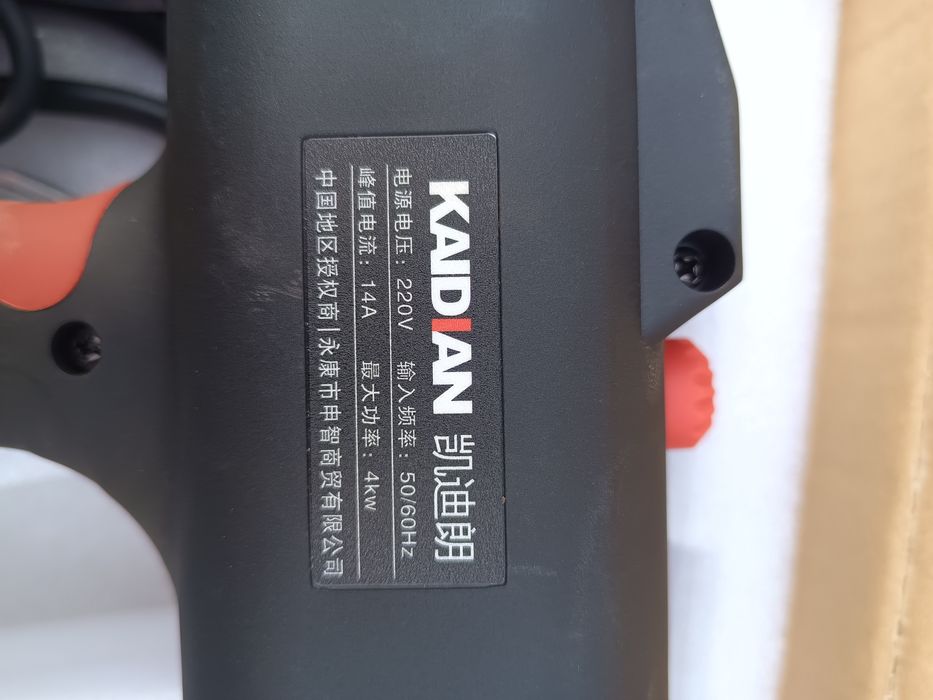 KAIDIAN 凯迪朗
电源电压：220V 输入频率：50/60Hz
峰值电流：14A 最大功率：4kw
中国地区授权商|永康市申智商贸有限公司